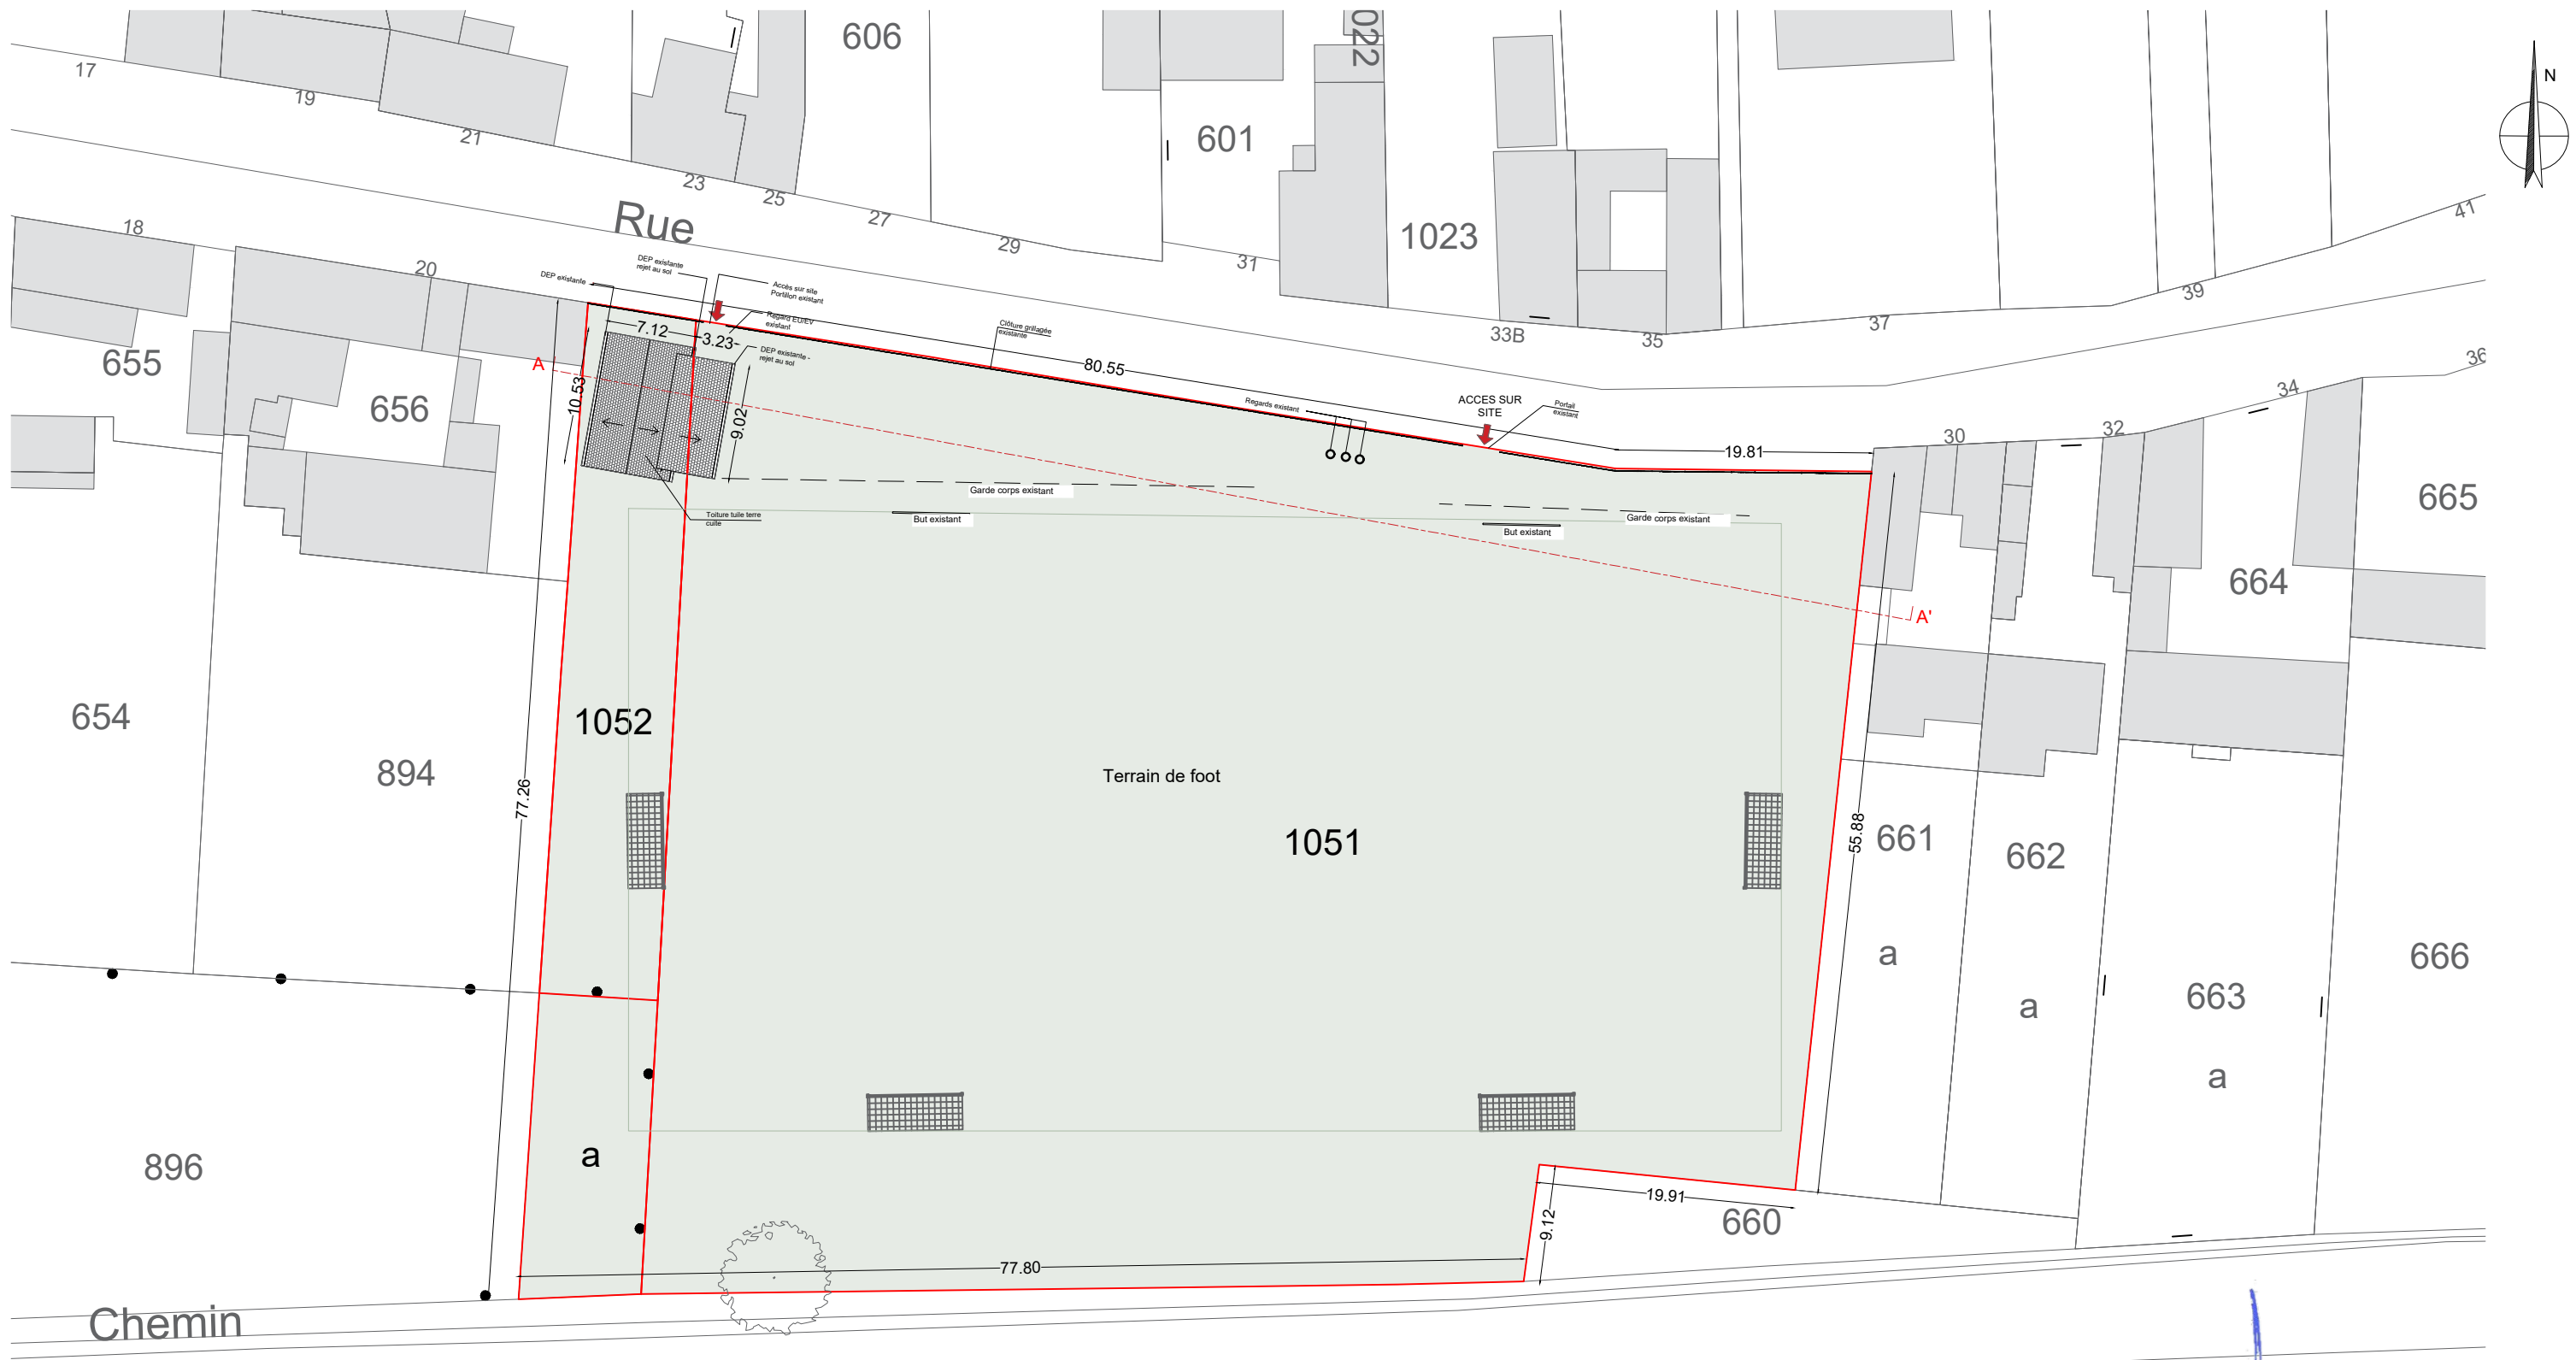 606
1022
17
19
21
601
N
23
25
27
29
31
1023
33B
35
37
39
41
Rue
18
20
DEP existante
rejet au sol
DEP existante
Accès sur site
Portillon existant
Regard EU/EV
existant
Clôture grillagée
existante
7.12
3.23
DEP existante -
rejet au sol
80.55
36
34
655
A
10.53
656
9.02
Regards existant
ACCES SUR
SITE
Portail
existant
19.81
30
32
665
Garde corps existant
Toiture tuile terre
cuite
But existant
Garde corps existant
But existant
664
A'
654
1052
894
77.26
Terrain de foot
1051
55.88
661
662
a
666
a
663
a
896
a
19.91
660
9.12
77.80
Chemin